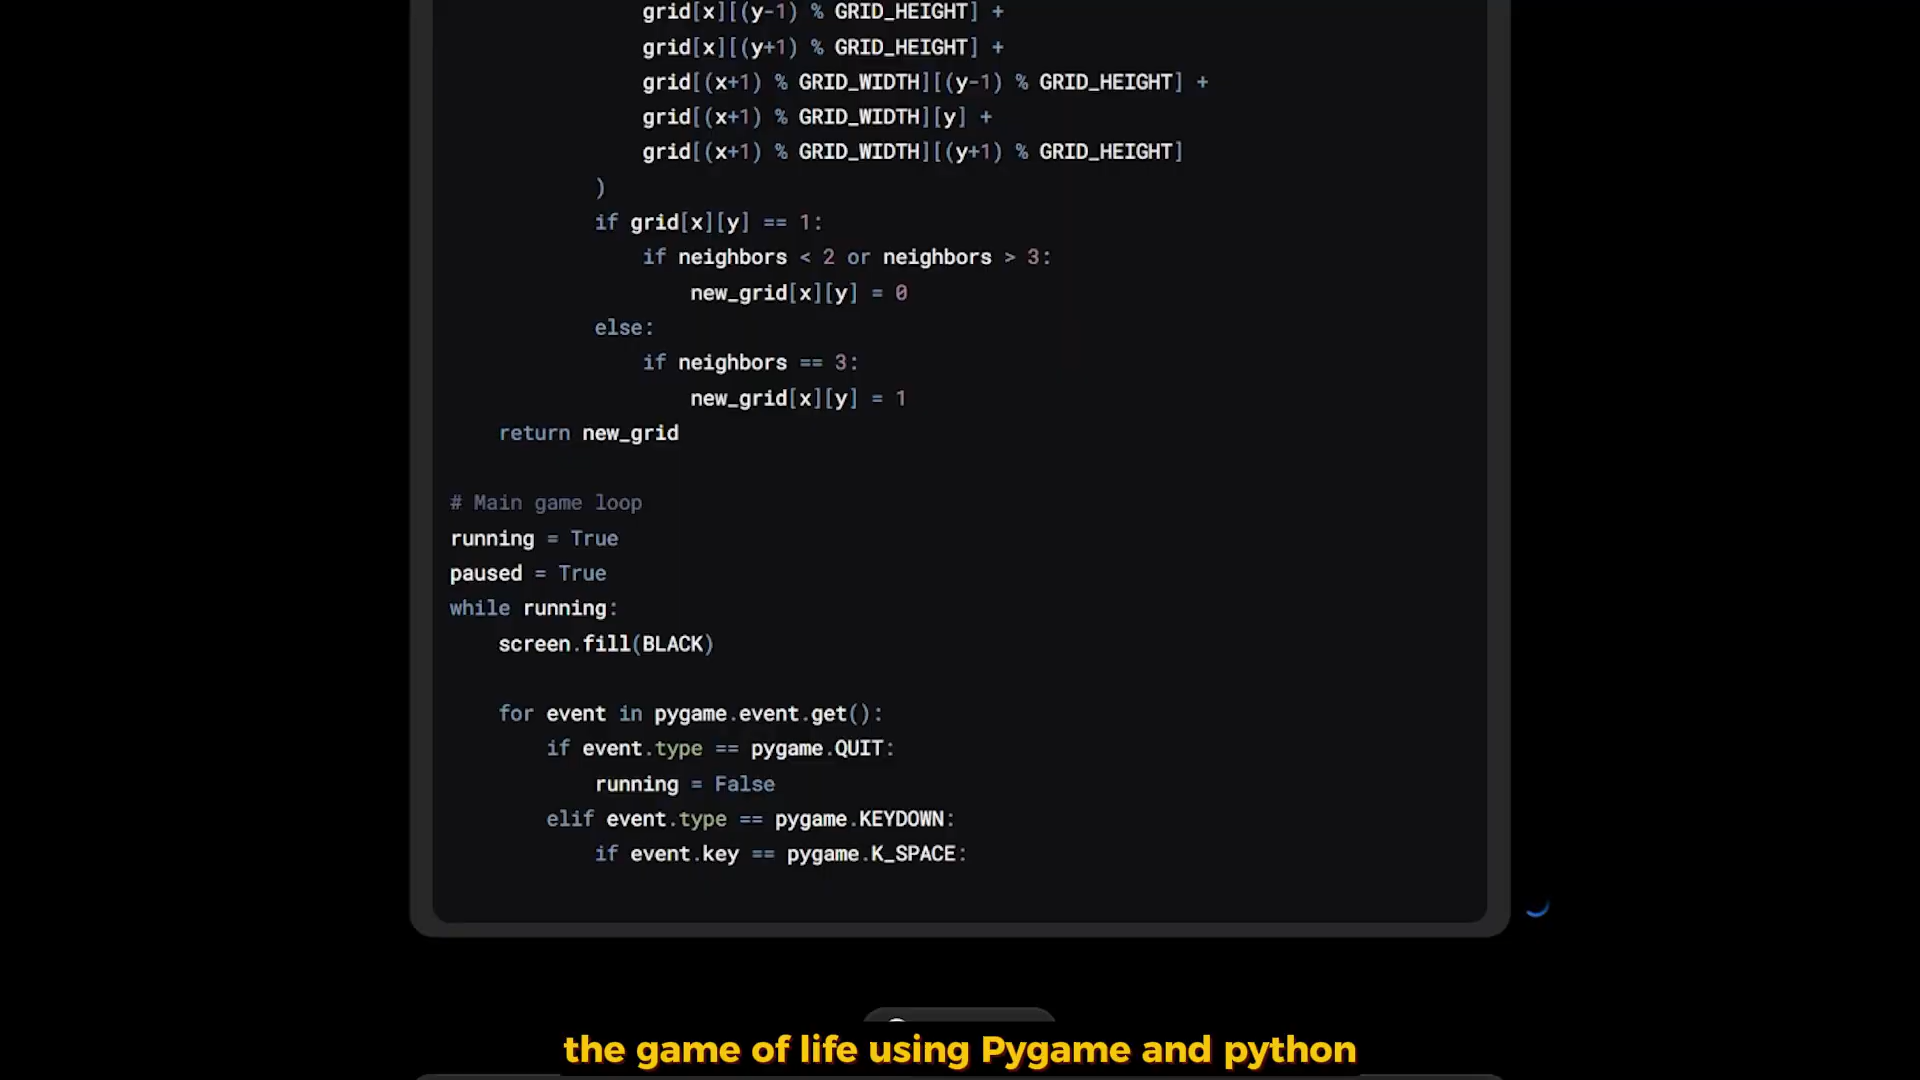 grid[x][(y-1) % GRID_HEIGHT] +
grid[x][(y+1) % GRID_HEIGHT] +
grid[(x+1) % GRID_WIDTH][(y-1) % GRID_HEIGHT] +
grid[(x+1) % GRID_WIDTH][y] +
grid[(x+1) % GRID_WIDTH][(y+1) % GRID_HEIGHT]
)
if grid[x][y] == 1:
if neighbors < 2 or neighbors > 3:
new_grid[x][y] = 0
else:
if neighbors == 3:
new_grid[x][y] = 1
return new_grid
# Main game loop
running = True
paused = True
while running:
screen.fill(BLACK)
for event in pygame.event.get():
if event.type == pygame.QUIT:
running = False
elif event.type == pygame.KEYDOWN:
if event.key == pygame.K_SPACE:
the game of life using Pygame and python